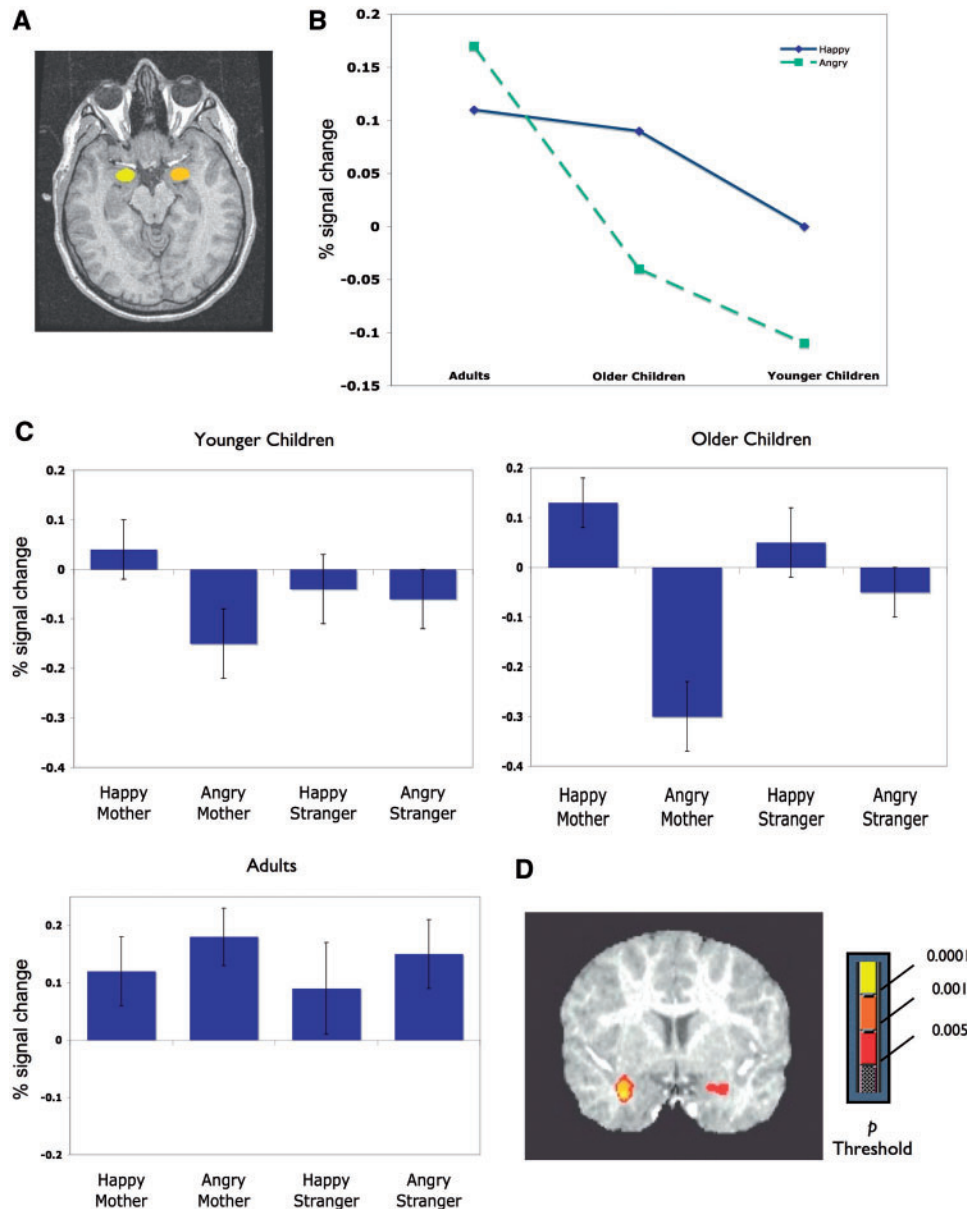 A
B
0.2
0.15
0.1
0.05
0
-0.05
-0.1
-0.15
% signal change
Happy
Angry
Adults
Older Children
Younger Children
C
Younger Children
0.2
0.1
0
-0.1
-0.2
-0.3
-0.4
% signal change
Happy Mother
Angry Mother
Happy Stranger
Angry Stranger
Older Children
0.2
0.1
0
-0.1
-0.2
-0.3
-0.4
Happy Mother
Angry Mother
Happy Stranger
Angry Stranger
Adults
0.2
0.1
0
0.1
0.2
% signal change
Happy Mother
Angry Mother
Happy Stranger
Angry Stranger
D
0.0001
0.001
0.005
p
Threshold